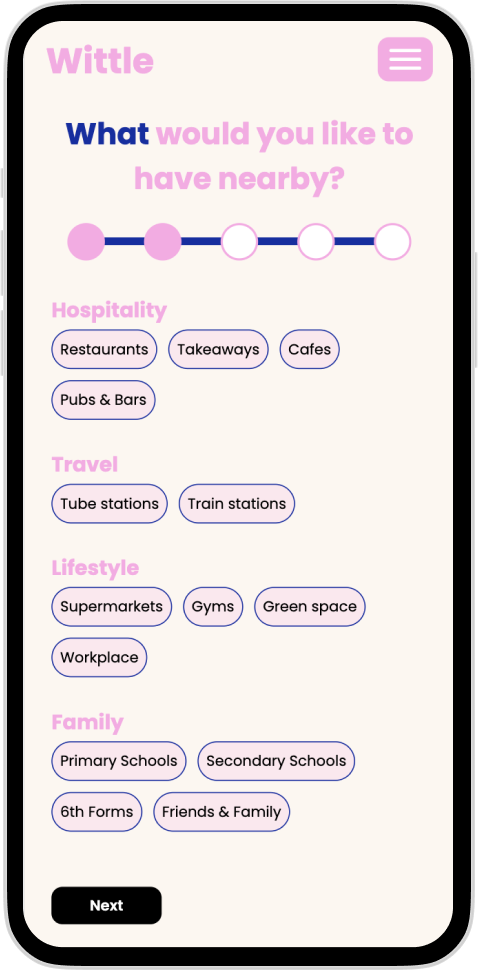 Wittle
What would you like to
have nearby?
Hospitality
Restaurants Takeaways Cafes
Pubs & Bars
Travel
Tube stations Train stations
Lifestyle
Supermarkets Gyms Green space
Workplace
Family
Primary Schools Secondary Schools
6th Forms Friends & Family
Next